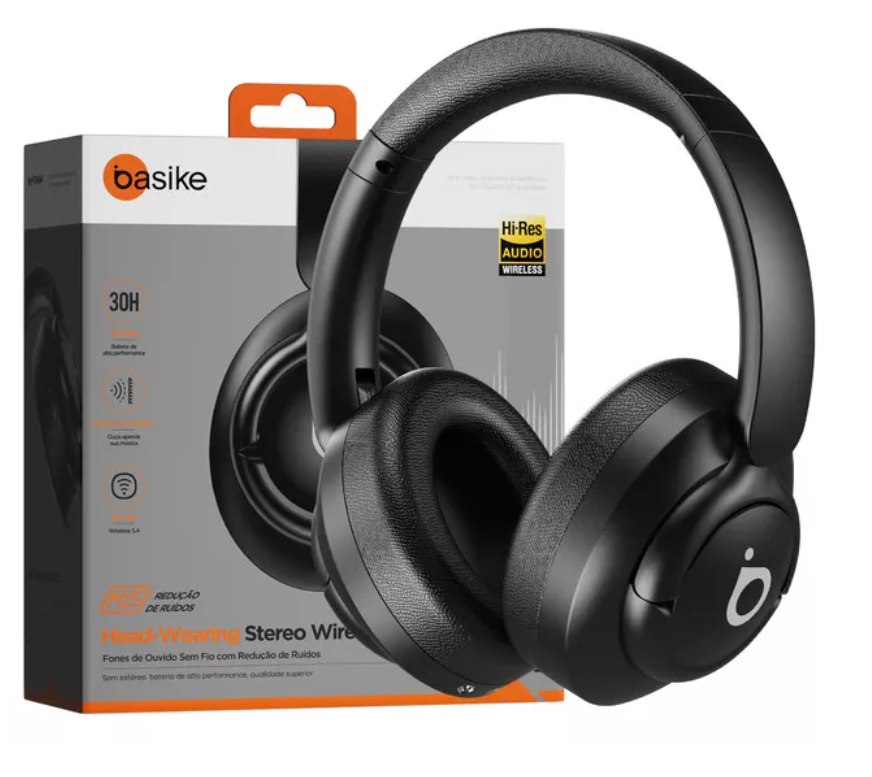 basike
Hi-Res
AUDIO
WIRELESS
30H
Bateria de
alta performance
Ouça apenas
sua música
Wireless 5.4
REDUÇÃO
DE RUÍDOS
Head-Wearing Stereo Wire
Fones de Ouvido Sem Fio com Redução de Ruídos
Som estéreo, bateria de alta performance, qualidade superior